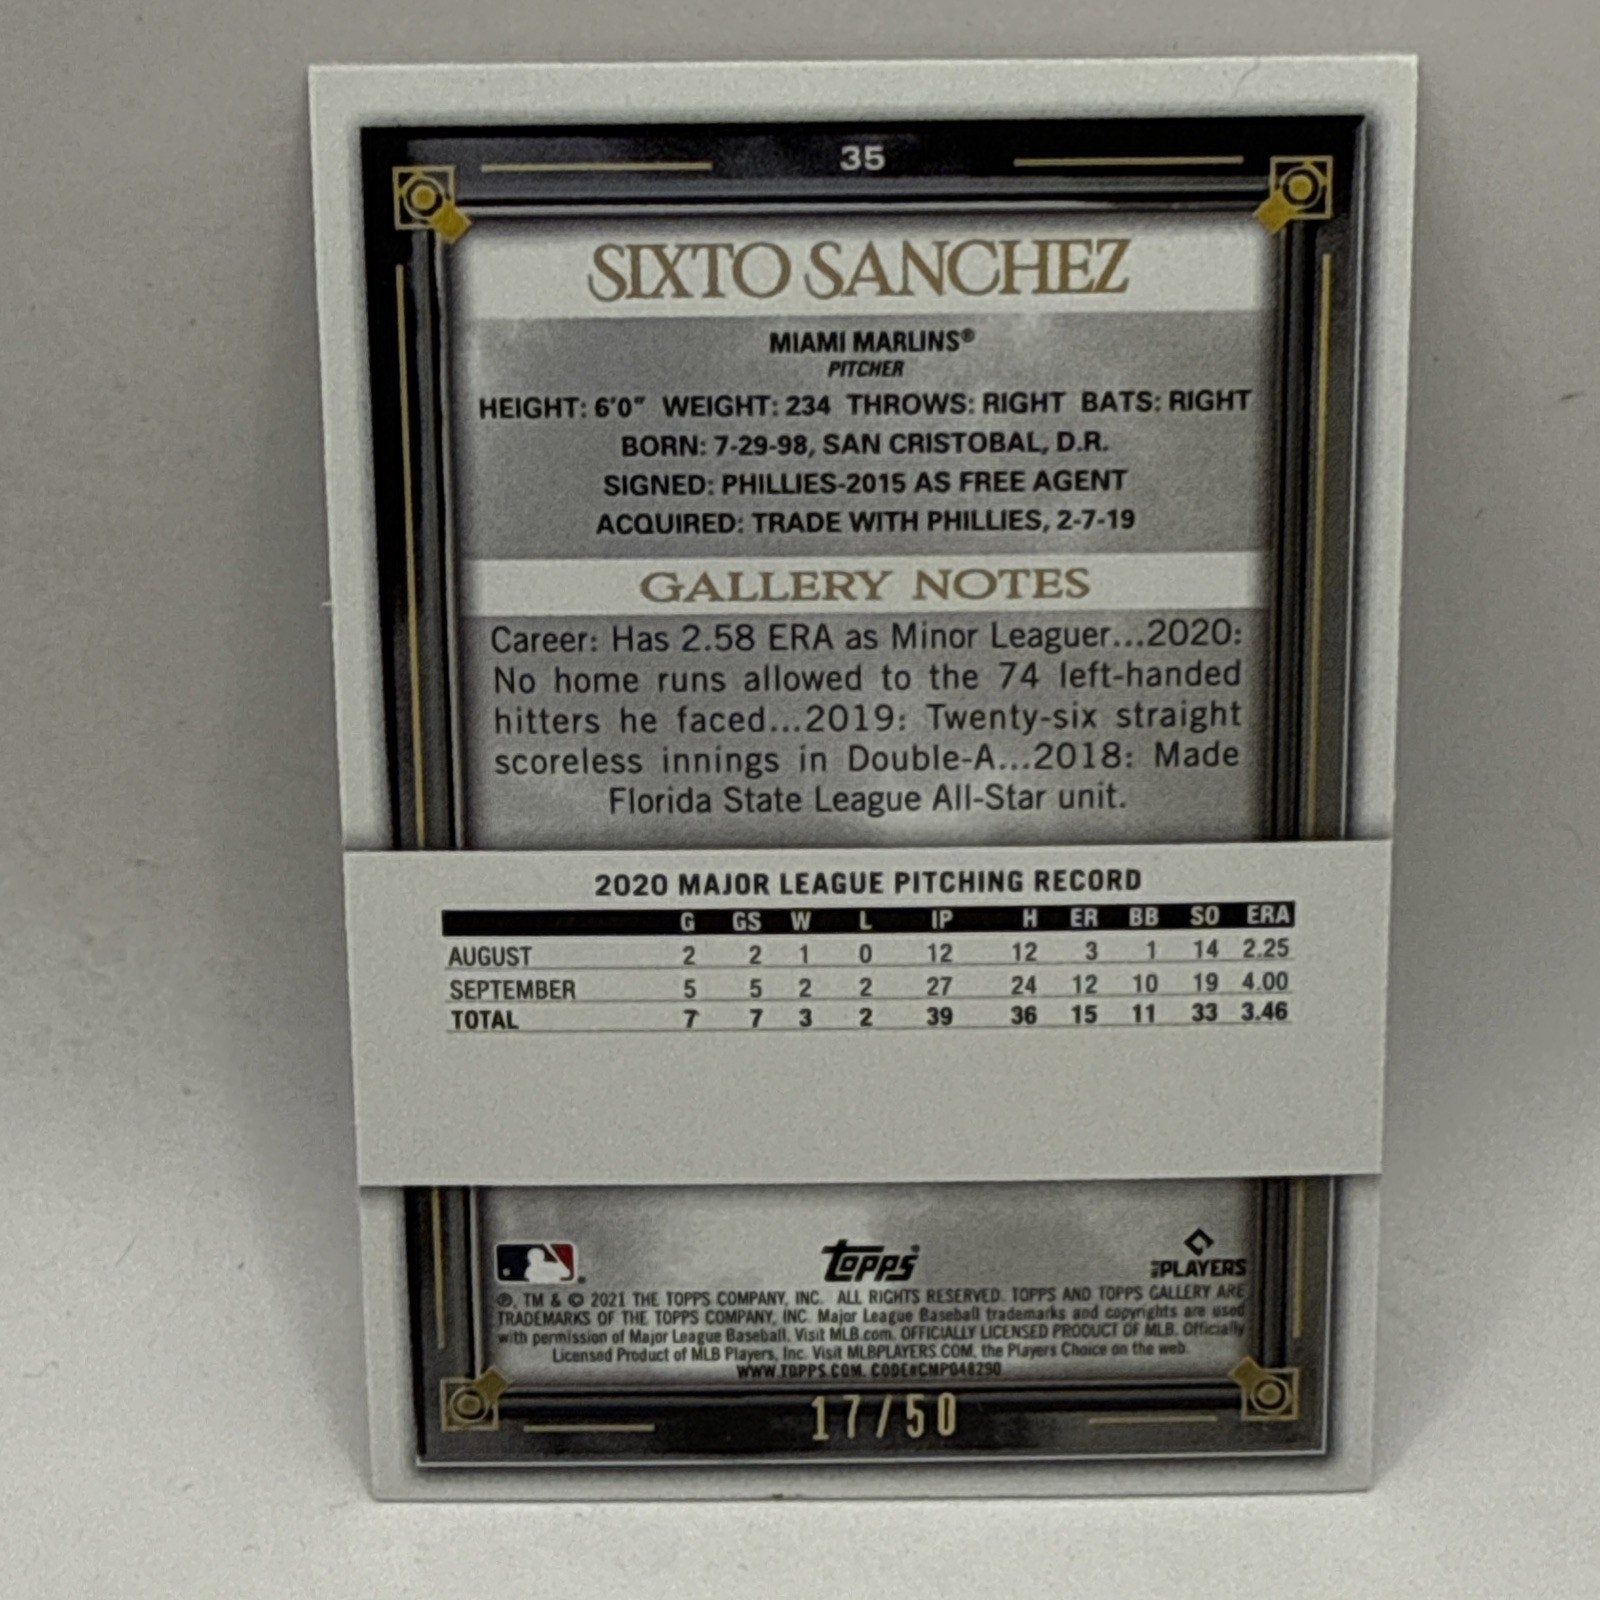 35
SIXTO SANCHEZ
MIAMI MARLINS®
PITCHER
HEIGHT: 6'0" WEIGHT: 234 THROWS: RIGHT BATS: RIGHT
BORN: 7-29-98, SAN CRISTOBAL, D.R.
SIGNED: PHILLIES-2015 AS FREE AGENT
ACQUIRED: TRADE WITH PHILLIES, 2-7-19
GALLERY NOTES
Career: Has 2.58 ERA as Minor Leaguer...2020:
No home runs allowed to the 74 left-handed
hitters he faced...2019: Twenty-six straight
scoreless innings in Double-A...2018: Made
Florida State League All-Star unit.
2020 MAJOR LEAGUE PITCHING RECORD
G GS W L IP H ER BB SO ERA
AUGUST 2 2 1 0 12 12 3 1 14 2.25
SEPTEMBER 5 5 2 2 27 24 12 10 19 4.00
TOTAL 7 7 3 2 39 36 15 11 33 3.46
Topps® PLAYERS
℗, TM & © 2021 THE TOPPS COMPANY, INC. ALL RIGHTS RESERVED. TOPPS AND TOPPS GALLERY ARE
TRADEMARKS OF THE TOPPS COMPANY, INC. Major League Baseball trademarks and copyrights are used
with permission of Major League Baseball. Visit MLB.com. OFFICIALLY LICENSED PRODUCT OF MLB. Officially
Licensed Product of MLB Players, Inc. Visit MLBPLAYERS.COM, the Players Choice on the web.
WWW.TOPPS.COM. CODE#CMP048290
17/50